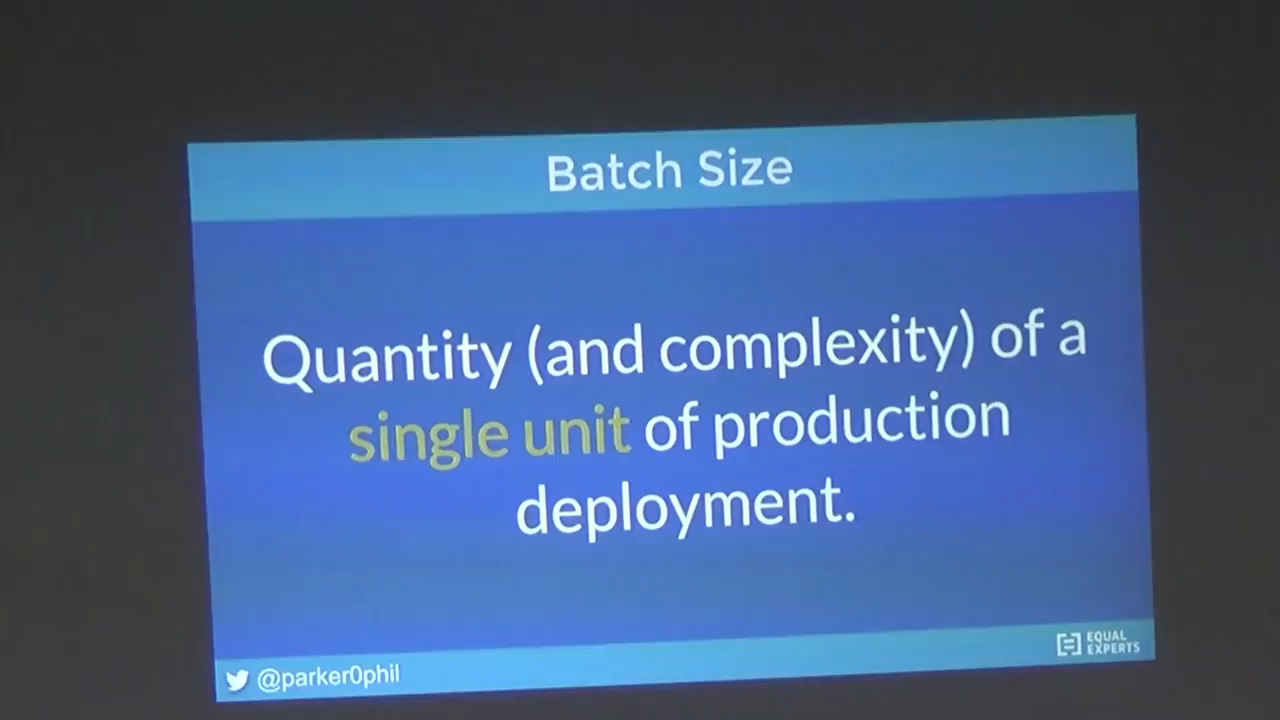 Batch Size
Quantity (and complexity) of a
single unit of production
deployment.
@parker0phil
EQUAL
EXPERTS